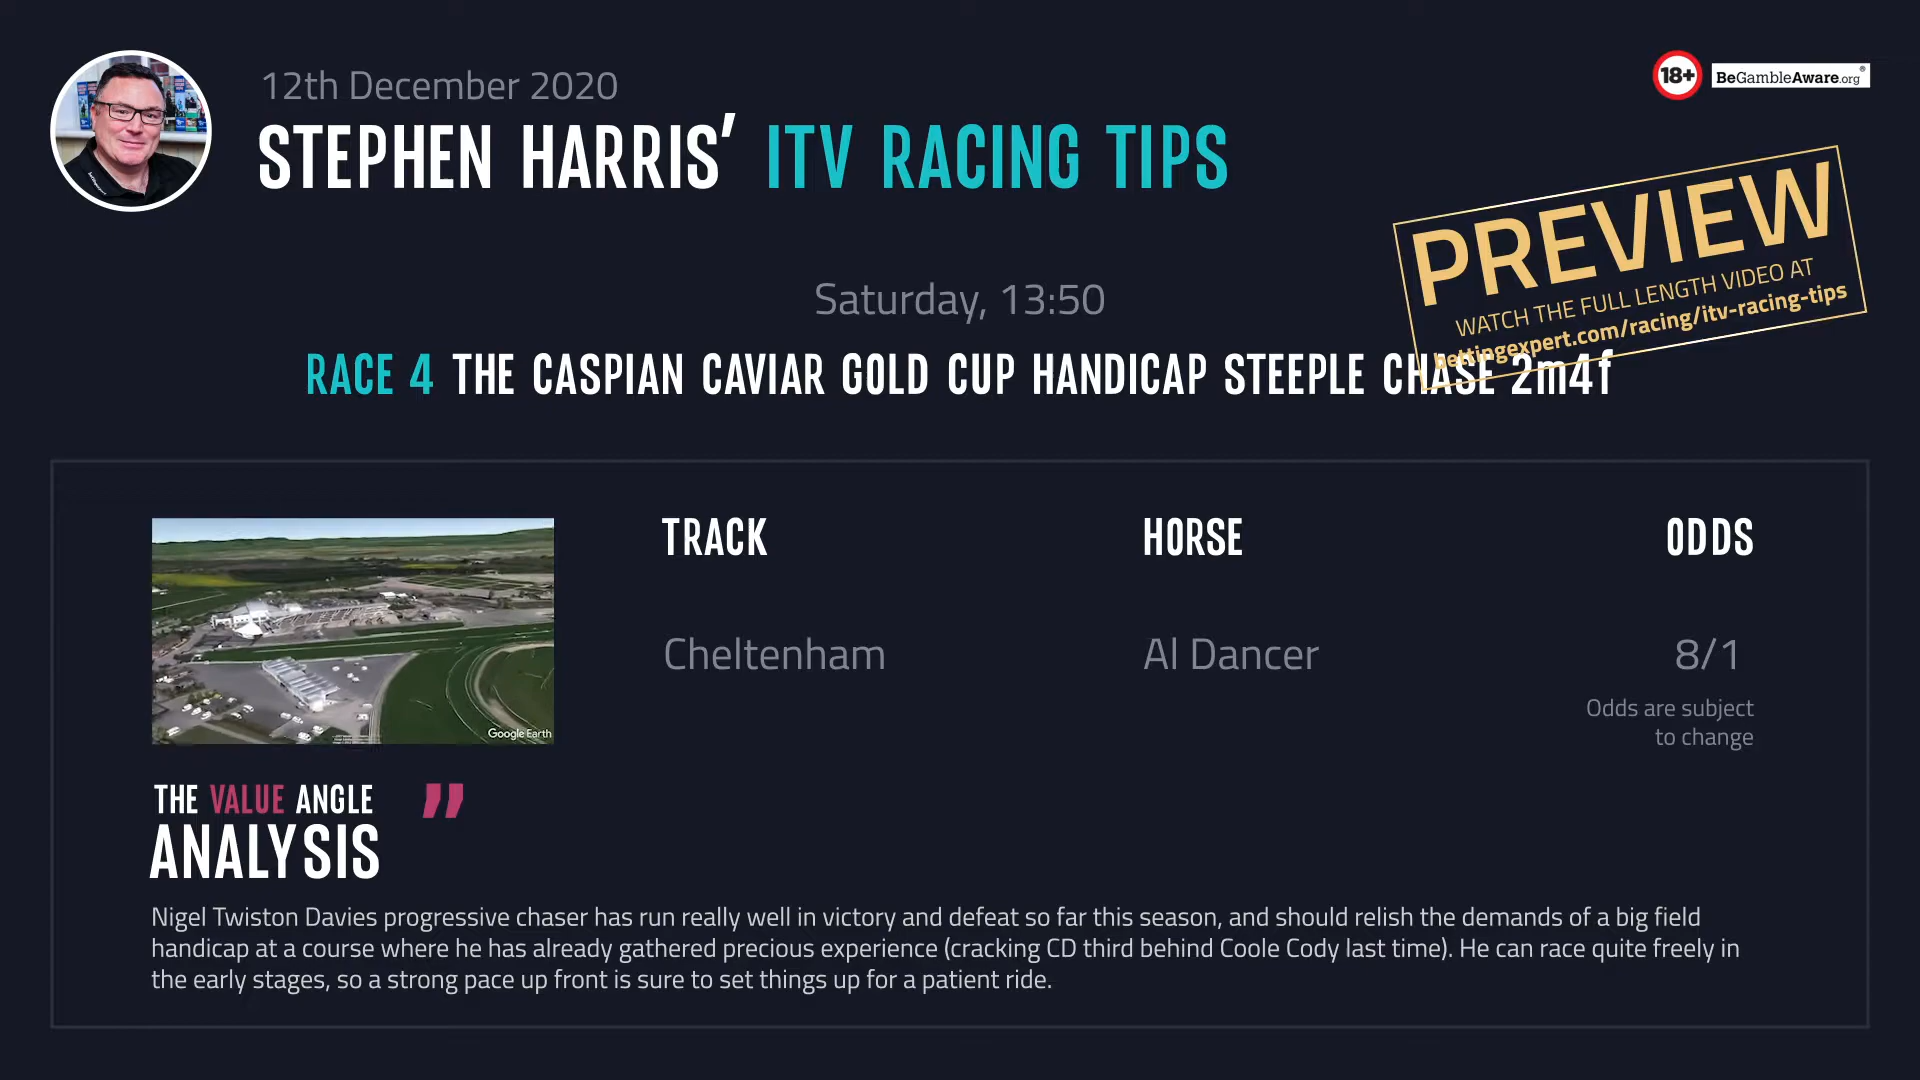 12th December 2020
STEPHEN HARRIS’ ITV RACING TIPS
18+
BeGambleAware.org®
PREVIEW
WATCH THE FULL LENGTH VIDEO AT
bettingexpert.com/racing/itv-racing-tips
Saturday, 13:50
RACE 4 THE CASPIAN CAVIAR GOLD CUP HANDICAP STEEPLE CHASE 2m4f
TRACK
HORSE
ODDS
Cheltenham
Al Dancer
8/1
Odds are subject
to change
Google Earth
THE VALUE ANGLE
ANALYSIS
”
Nigel Twiston Davies progressive chaser has run really well in victory and defeat so far this season, and should relish the demands of a big field
handicap at a course where he has already gathered precious experience (cracking CD third behind Coole Cody last time). He can race quite freely in
the early stages, so a strong pace up front is sure to set things up for a patient ride.